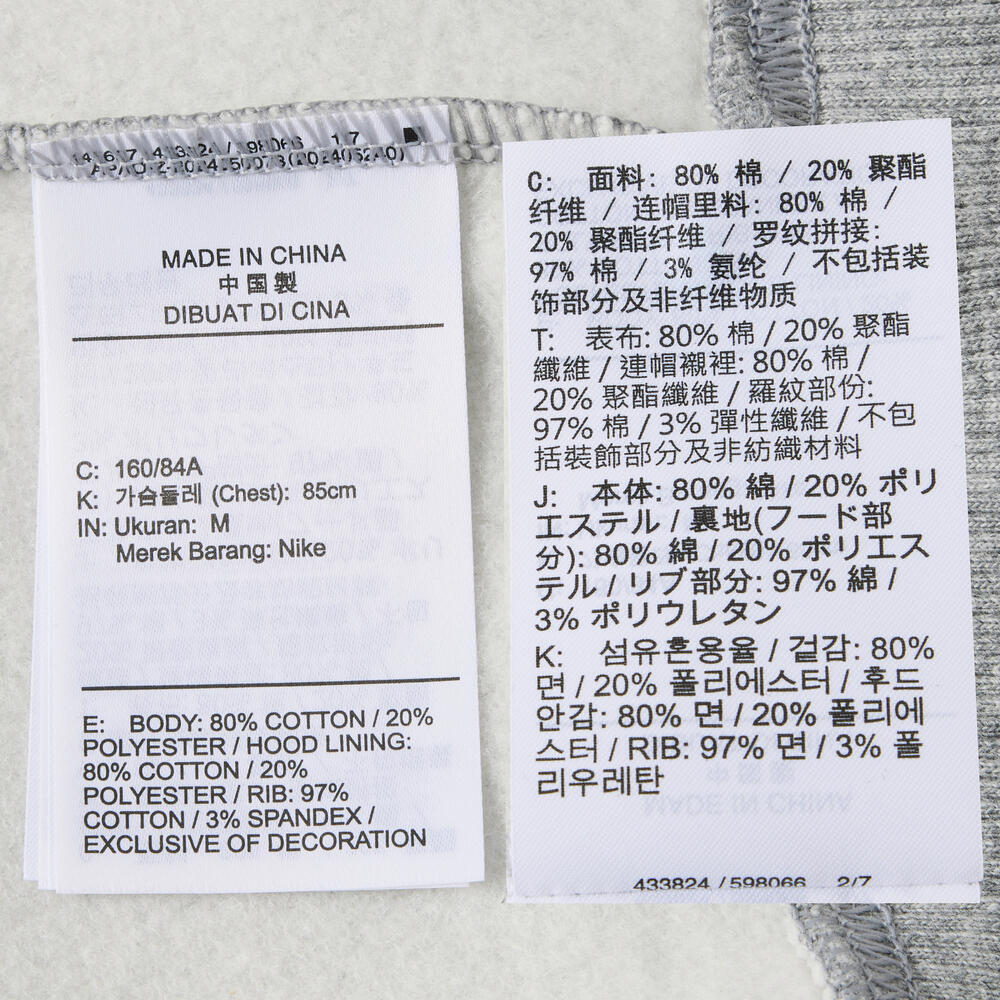 1/7
MADE IN CHINA
中国製
DIBUAT DI CINA
C: 160/84A
K: 가슴둘레 (Chest): 85cm
IN: Ukuran: M
Merek Barang: Nike
E: BODY: 80% COTTON / 20%
POLYESTER / HOOD LINING:
80% COTTON / 20%
POLYESTER / RIB: 97%
COTTON / 3% SPANDEX /
EXCLUSIVE OF DECORATION
C: 面料: 80% 棉 / 20% 聚酯
纤维 / 连帽里料: 80% 棉 /
20% 聚酯纤维 / 罗纹拼接:
97% 棉 / 3% 氨纶 / 不包括装
饰部分及非纤维物质
T: 表布: 80% 棉 / 20% 聚酯
纖維 / 連帽襯裡: 80% 棉 /
20% 聚酯纖維 / 羅紋部份:
97% 棉 / 3% 彈性纖維 / 不包
括裝飾部分及非紡織材料
J: 本体: 80% 綿 / 20% ポリ
エステル / 裏地(フード部
分): 80% 綿 / 20% ポリエス
テル / リブ部分: 97% 綿 /
3% ポリウレタン
K: 섬유혼용율 / 겉감: 80%
면 / 20% 폴리에스터 / 후드
안감: 80% 면 / 20% 폴리에
스터 / RIB: 97% 면 / 3% 폴
리우레탄
433824 / 598066 2/7